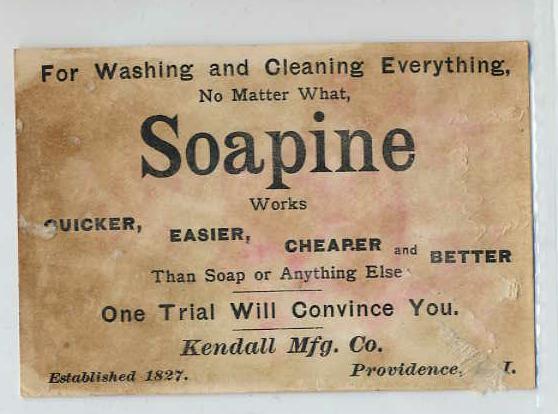 For Washing and Cleaning Everything,
No Matter What,
Soapine
Works
QUICKER,
EASIER,
CHEAPER and BETTER
Than Soap or Anything Else
One Trial Will Convince You.
Kendall Mfg. Co.
Established 1827. Providence, I.